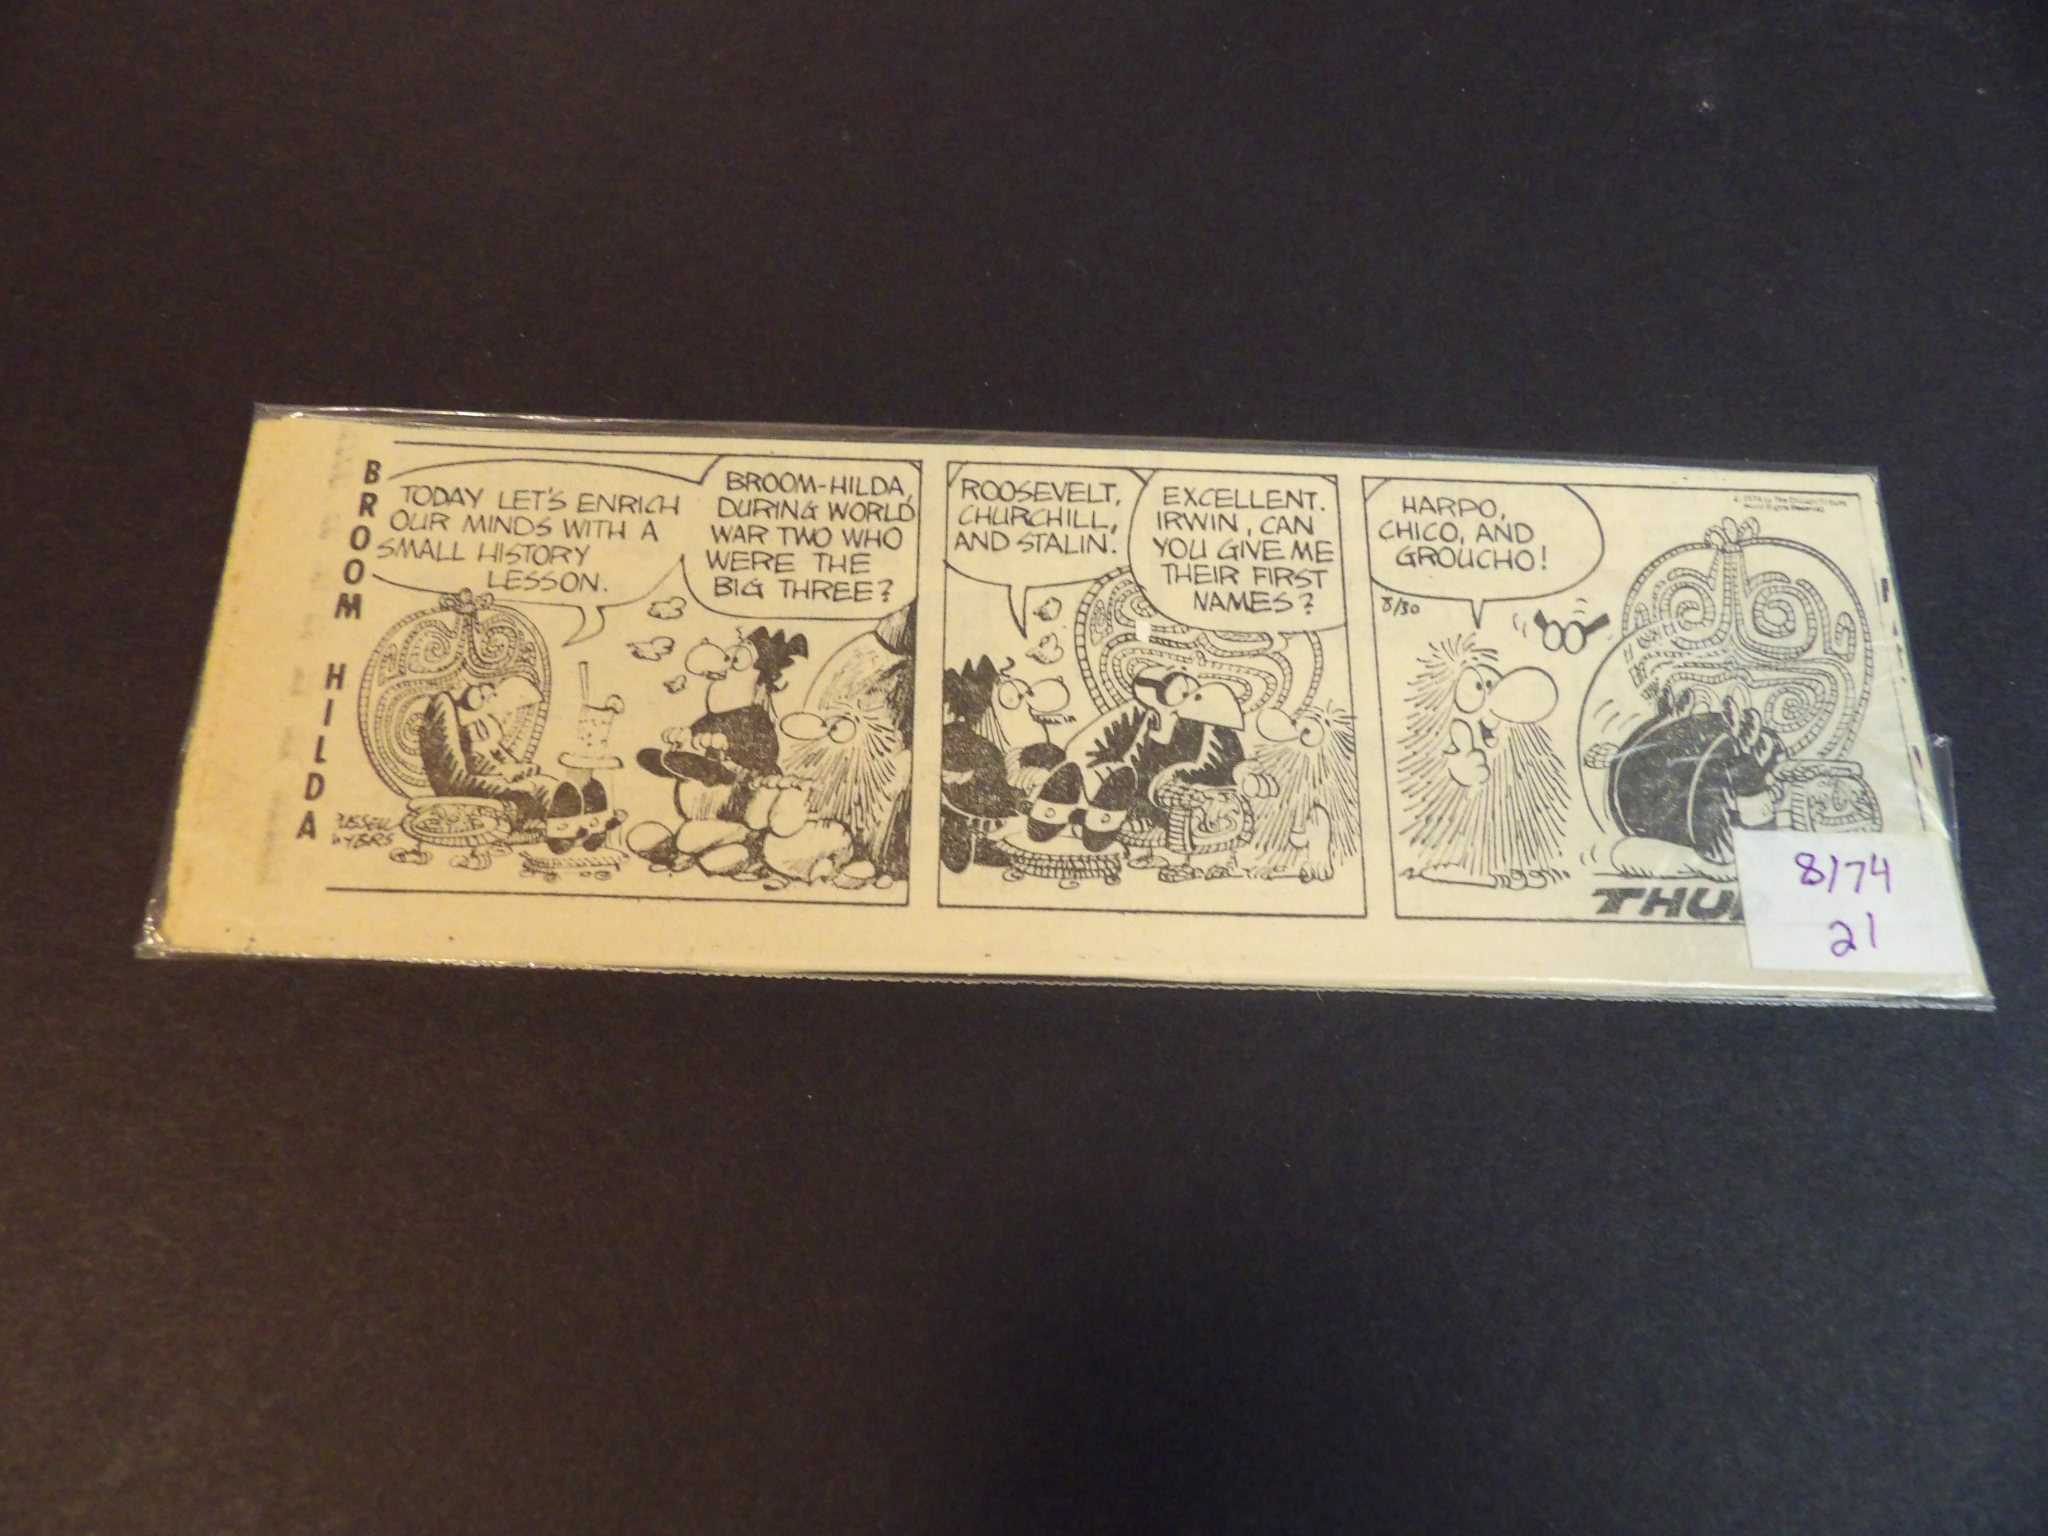 BROOM HILDA
TODAY LET'S ENRICH
OUR MINDS WITH A
SMALL HISTORY
LESSON.
BROOM-HILDA,
DURING WORLD
WAR TWO WHO
WERE THE
BIG THREE?
RUSSELL
MYERS
ROOSEVELT,
CHURCHILL,
AND STALIN.
EXCELLENT.
IRWIN, CAN
YOU GIVE ME
THEIR FIRST
NAMES?
HARPO,
CHICO, AND
GROUCHO!
8/30
THU
8/74
21